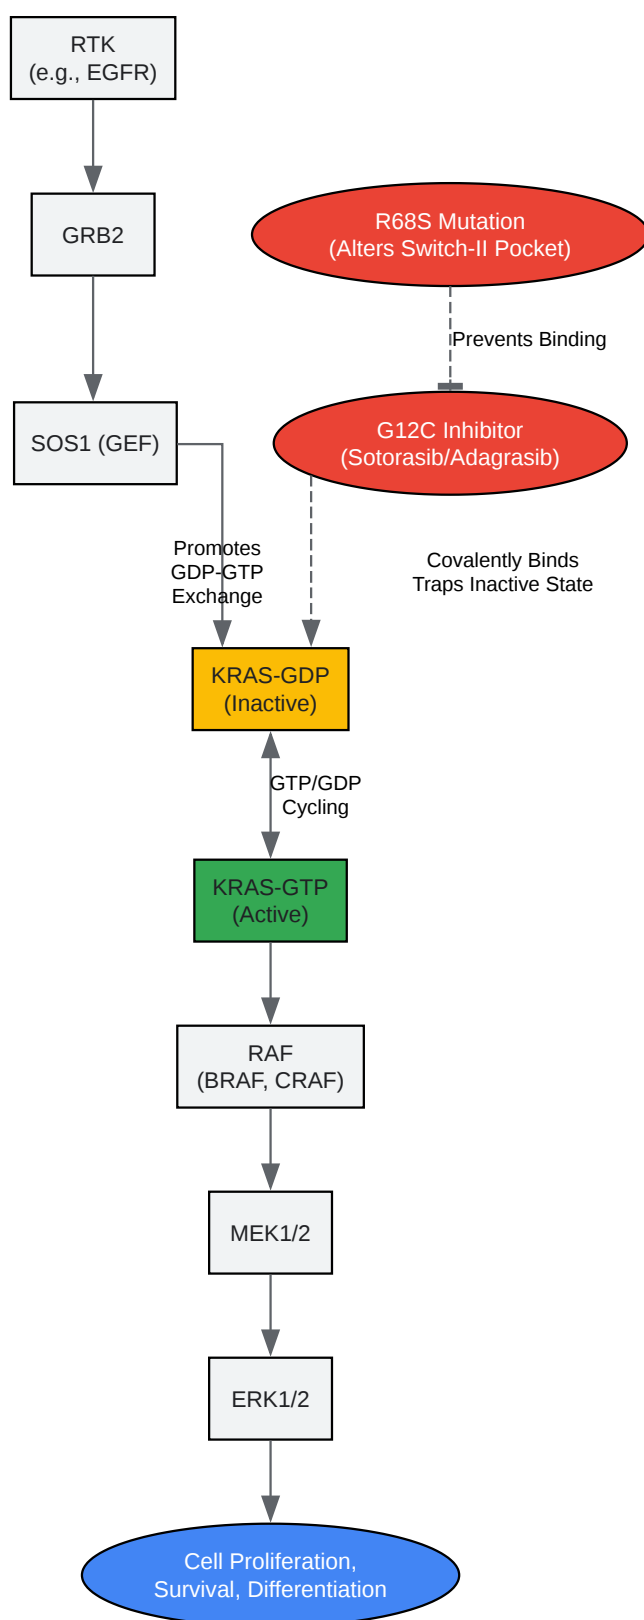 RTK
(e.g., EGFR)
GRB2
R68S Mutation
(Alters Switch-II Pocket)
Prevents Binding
SOS1 (GEF)
G12C Inhibitor
(Sotorasib/Adagrasib)
Promotes
GDP-GTP
Exchange
Covalently Binds
Traps Inactive State
KRAS-GDP
(Inactive)
GTP/GDP
Cycling
KRAS-GTP
(Active)
RAF
(BRAF, CRAF)
MEK1/2
ERK1/2
Cell Proliferation,
Survival, Differentiation